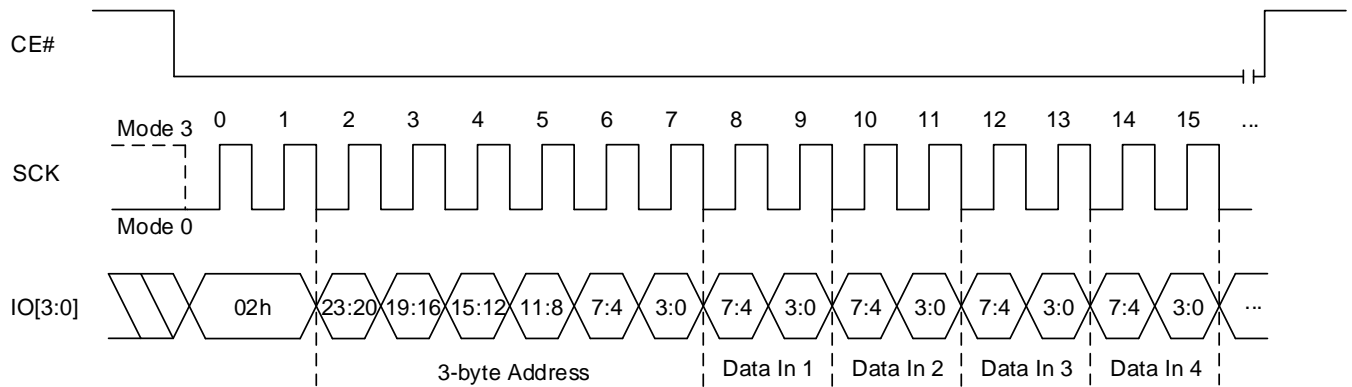 CE#
Mode 3 0 1 2 3 4 5 6 7 8 9 10 11 12 13 14 15 ...
SCK
Mode 0
IO[3:0] 02h 23:20 19:16 15:12 11:8 7:4 3:0 7:4 3:0 7:4 3:0 7:4 3:0 7:4 3:0 ...
3-byte Address Data In 1 Data In 2 Data In 3 Data In 4